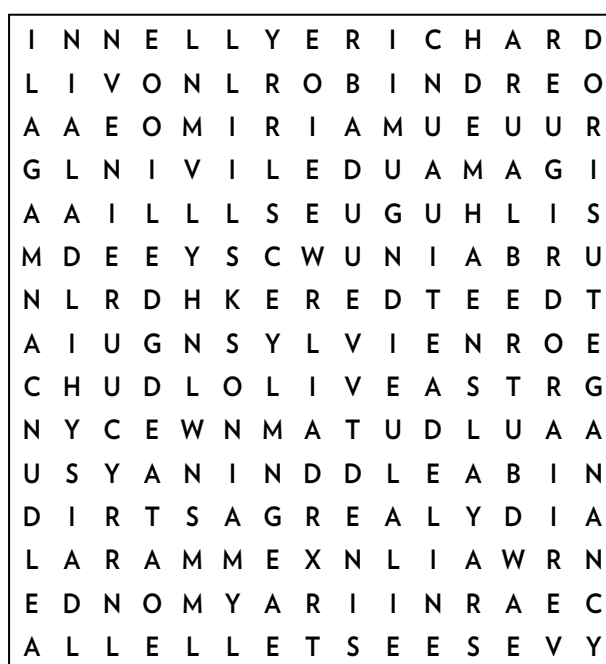 I N N E L L Y E R I C H A R D
L I V O N L R O B I N D R E O
A A E O M I R I A M U E U U R
G L N I V I L E D U A M A G I
A A I L L L S E U G U H L I S
M D E E Y S C W U N I A B R U
N L R D H K E R E D T E E D T
A I U G N S Y L V I E N R O E
C H U D L O L I V E A S T R G
N Y C E W N M A T U D L U A A
U S Y A N I N D D L E A B I N
D I R T S A G R E A L Y D I A
L A R A M M E X N L I A W R N
E D N O M Y A R I I N R A E C
A L L E L L E T S E E S E V Y